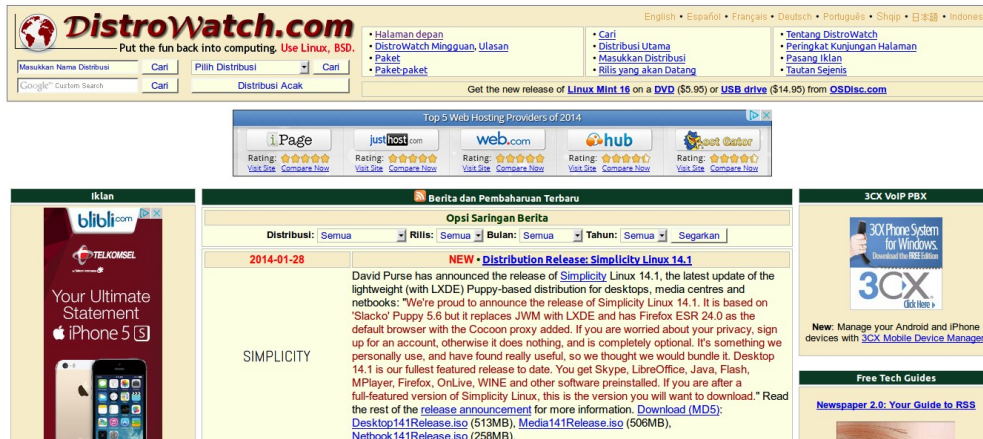 English • Español • Français • Deutsch • Português • Shqip • 日本語 • Indones
DistroWatch.com
Put the fun back into computing. Use Linux, BSD.
Masukkan Nama Distribusi Cari Pilih Distribusi Cari
Google™ Custom Search Cari Distribusi Acak
• Halaman depan
• DistroWatch Mingguan, Ulasan
• Paket
• Paket-paket
• Cari
• Distribusi Utama
• Masukkan Distribusi
• Rilis yang akan Datang
• Tentang DistroWatch
• Peringkat Kunjungan Halaman
• Pasang Iklan
• Tautan Sejenis
Get the new release of Linux Mint 16 on a DVD ($5.95) or USB drive ($14.95) from OSDisc.com
Top 5 Web Hosting Providers of 2014
iPage justhost.com web.com hub Host Gator
Rating: Rating: Rating: Rating: Rating:
Visit Site Compare Now Visit Site Compare Now Visit Site Compare Now Visit Site Compare Now Visit Site Compare Now
Iklan
blibli.com
TELKOMSEL
Your Ultimate
Statement
iPhone 5 S
Berita dan Pembaharuan Terbaru
Opsi Saringan Berita
Distribusi: Semua Rilis: Semua Bulan: Semua Tahun: Semua Segarkan
2014-01-28 NEW • Distribution Release: Simplicity Linux 14.1
SIMPLICITY
David Purse has announced the release of Simplicity Linux 14.1, the latest update of the
lightweight (with LXDE) Puppy-based distribution for desktops, media centres and
netbooks: "We're proud to announce the release of Simplicity Linux 14.1. It is based on
'Slacko' Puppy 5.6 but it replaces JWM with LXDE and has Firefox ESR 24.0 as the
default browser with the Cocoon proxy added. If you are worried about your privacy, sign
up for an account, otherwise it does nothing, and is completely optional. It's something we
personally use, and have found really useful, so we thought we would bundle it. Desktop
14.1 is our fullest featured release to date. You get Skype, LibreOffice, Java, Flash,
MPlayer, Firefox, OnLive, WINE and other software preinstalled. If you are after a
full-featured version of Simplicity Linux, this is the version you will want to download." Read
the rest of the release announcement for more information. Download (MD5):
Desktop141Release.iso (513MB), Media141Release.iso (506MB),
Netbook141Release.iso (258MB).
3CX VoIP PBX
3CX Phone System
for Windows.
Download the FREE Edition
3CX
Click Here
New: Manage your Android and iPhone
devices with 3CX Mobile Device Manager
Free Tech Guides
Newspaper 2.0: Your Guide to RSS